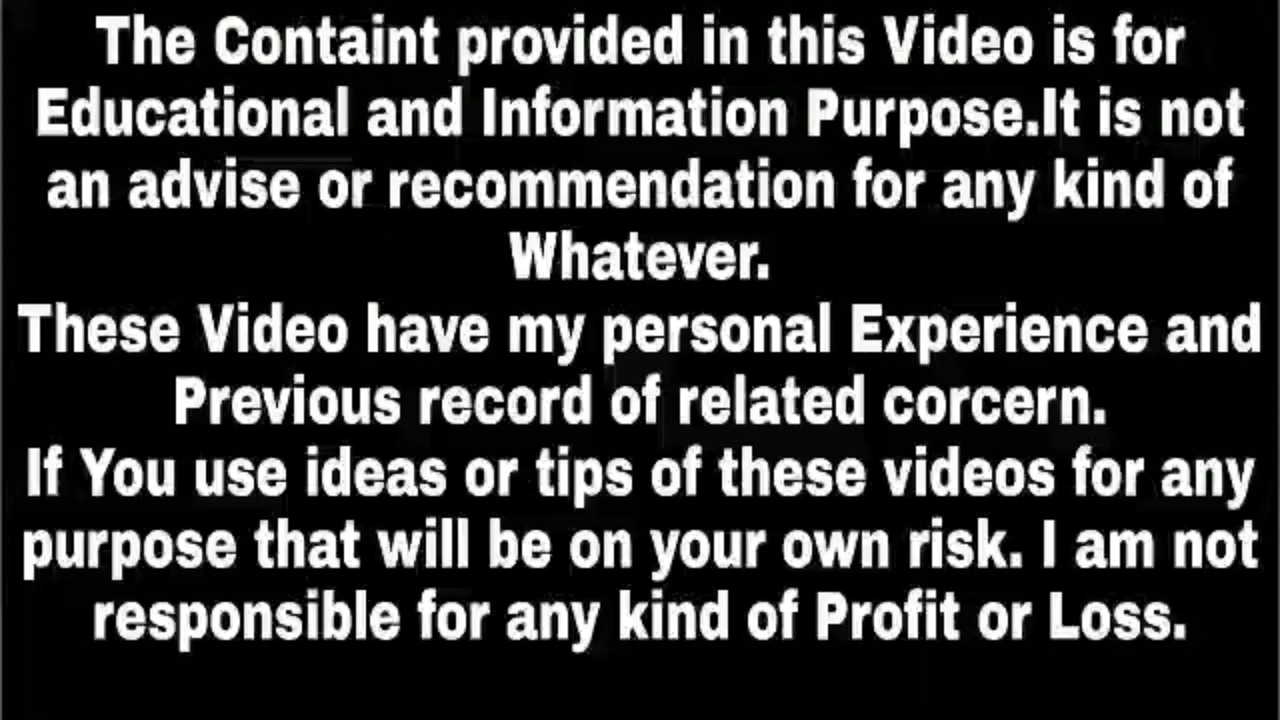 The Containt provided in this Video is for
Educational and Information Purpose.It is not
an advise or recommendation for any kind of
Whatever.
These Video have my personal Experience and
Previous record of related corcern.
If You use ideas or tips of these videos for any
purpose that will be on your own risk. I am not
responsible for any kind of Profit or Loss.